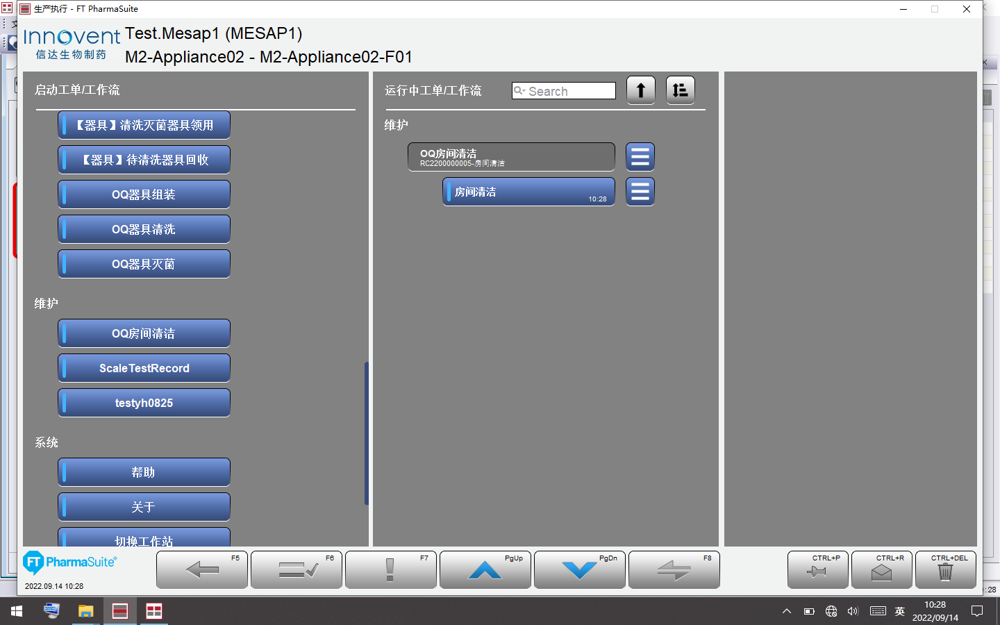 生产执行 - FT PharmaSuite
Innovent
信达生物制药
Test.Mesap1 (MESAP1)
M2-Appliance02 - M2-Appliance02-F01
启动工单/工作流
【器具】清洗灭菌器具领用
【器具】待清洗器具回收
OQ器具组装
OQ器具清洗
OQ器具灭菌
维护
OQ房间清洁
ScaleTestRecord
testyh0825
系统
帮助
关于
切换工作站
运行中工单/工作流
Search
维护
OQ房间清洁
RC2200000005-房间清洁
房间清洁
10:28
FT PharmaSuite
2022.09.14 10:28
F5
F6
F7
PgUp
PgDn
F8
CTRL+P
CTRL+R
CTRL+DEL
:28
英
10:28
2022/09/14